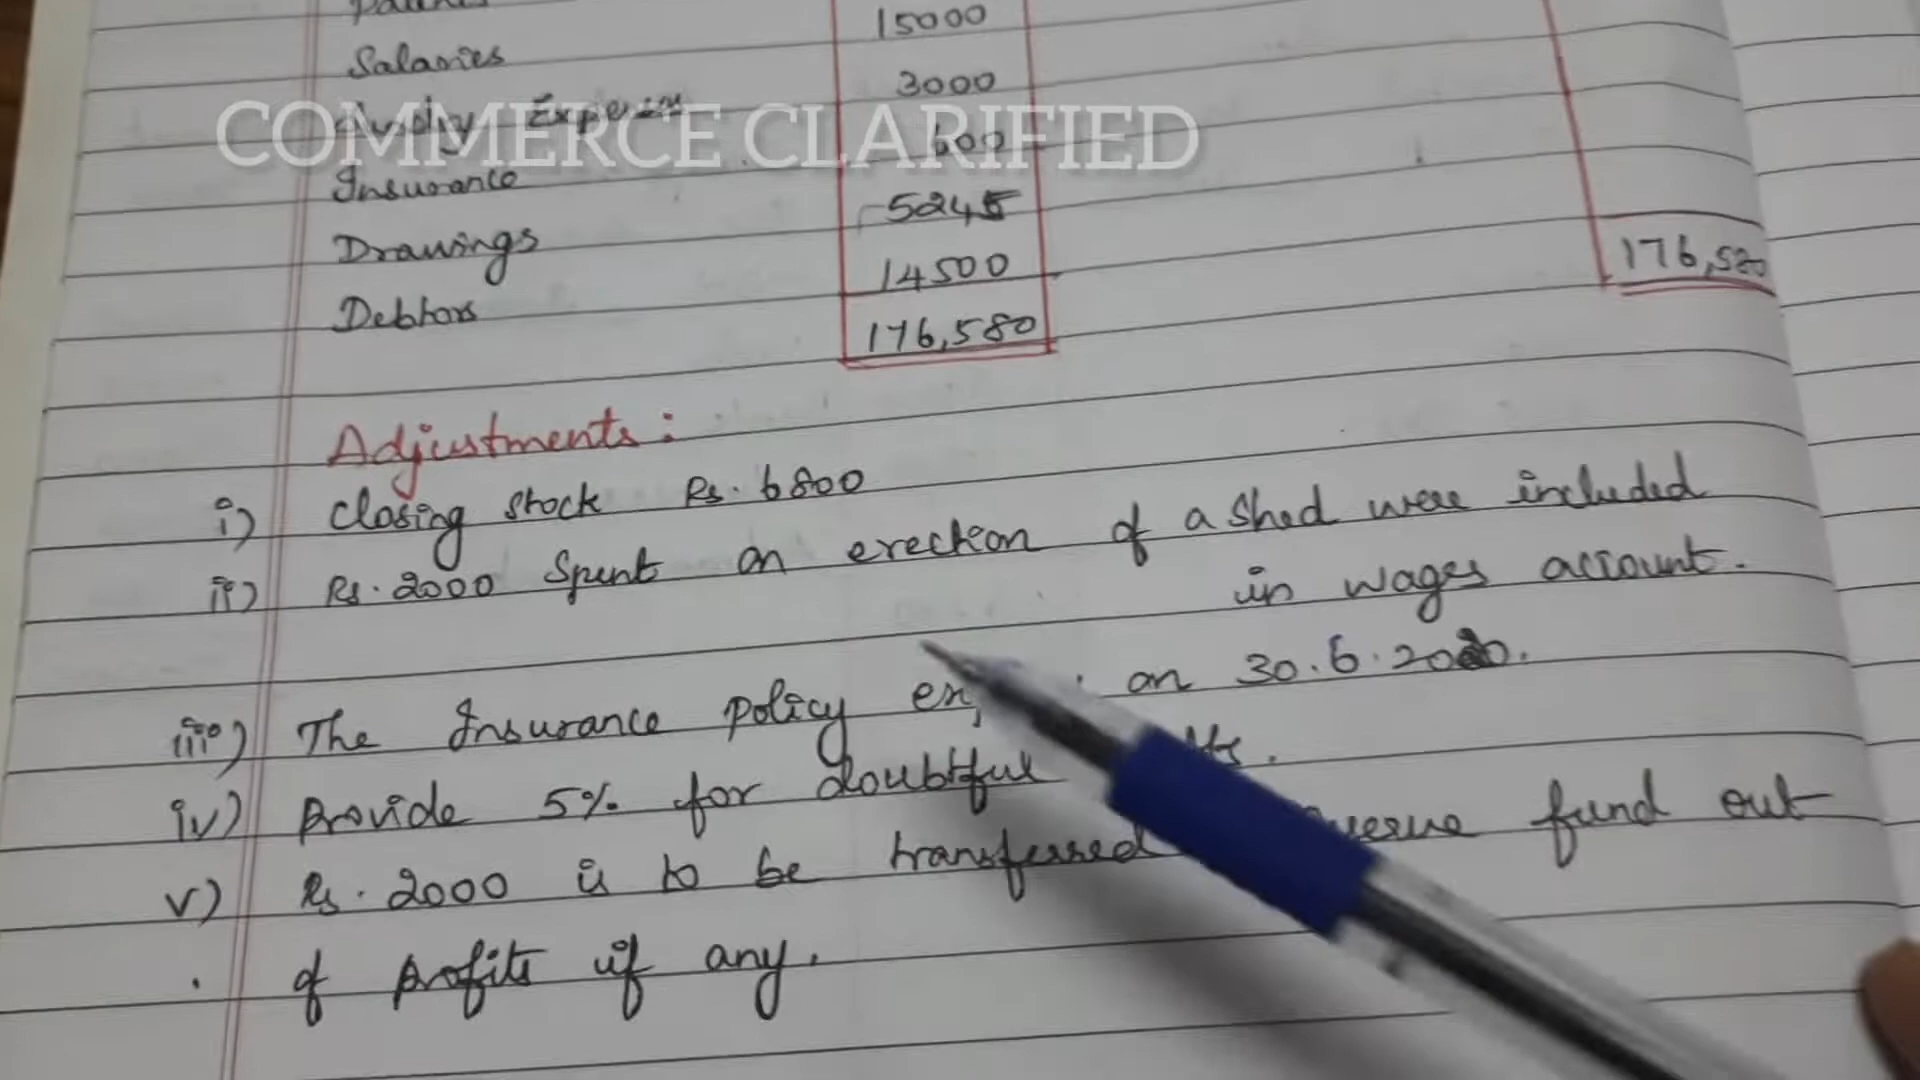 15000
Salaries 3000
COMMERCE CLARIFIED
Sundry Expenses 600
Insurance 5245
Drawings 14500
Debtors 176,580
176,580
Adjustments:
i) Closing stock Rs. 6800
ii) Rs. 2000 spent on erection of a shed were included
in wages account.
iii) The Insurance policy on 30.6.2020.
iv) Provide 5% for doubtful
v) Rs. 2000 is to be transferred fund out
of profits if any.